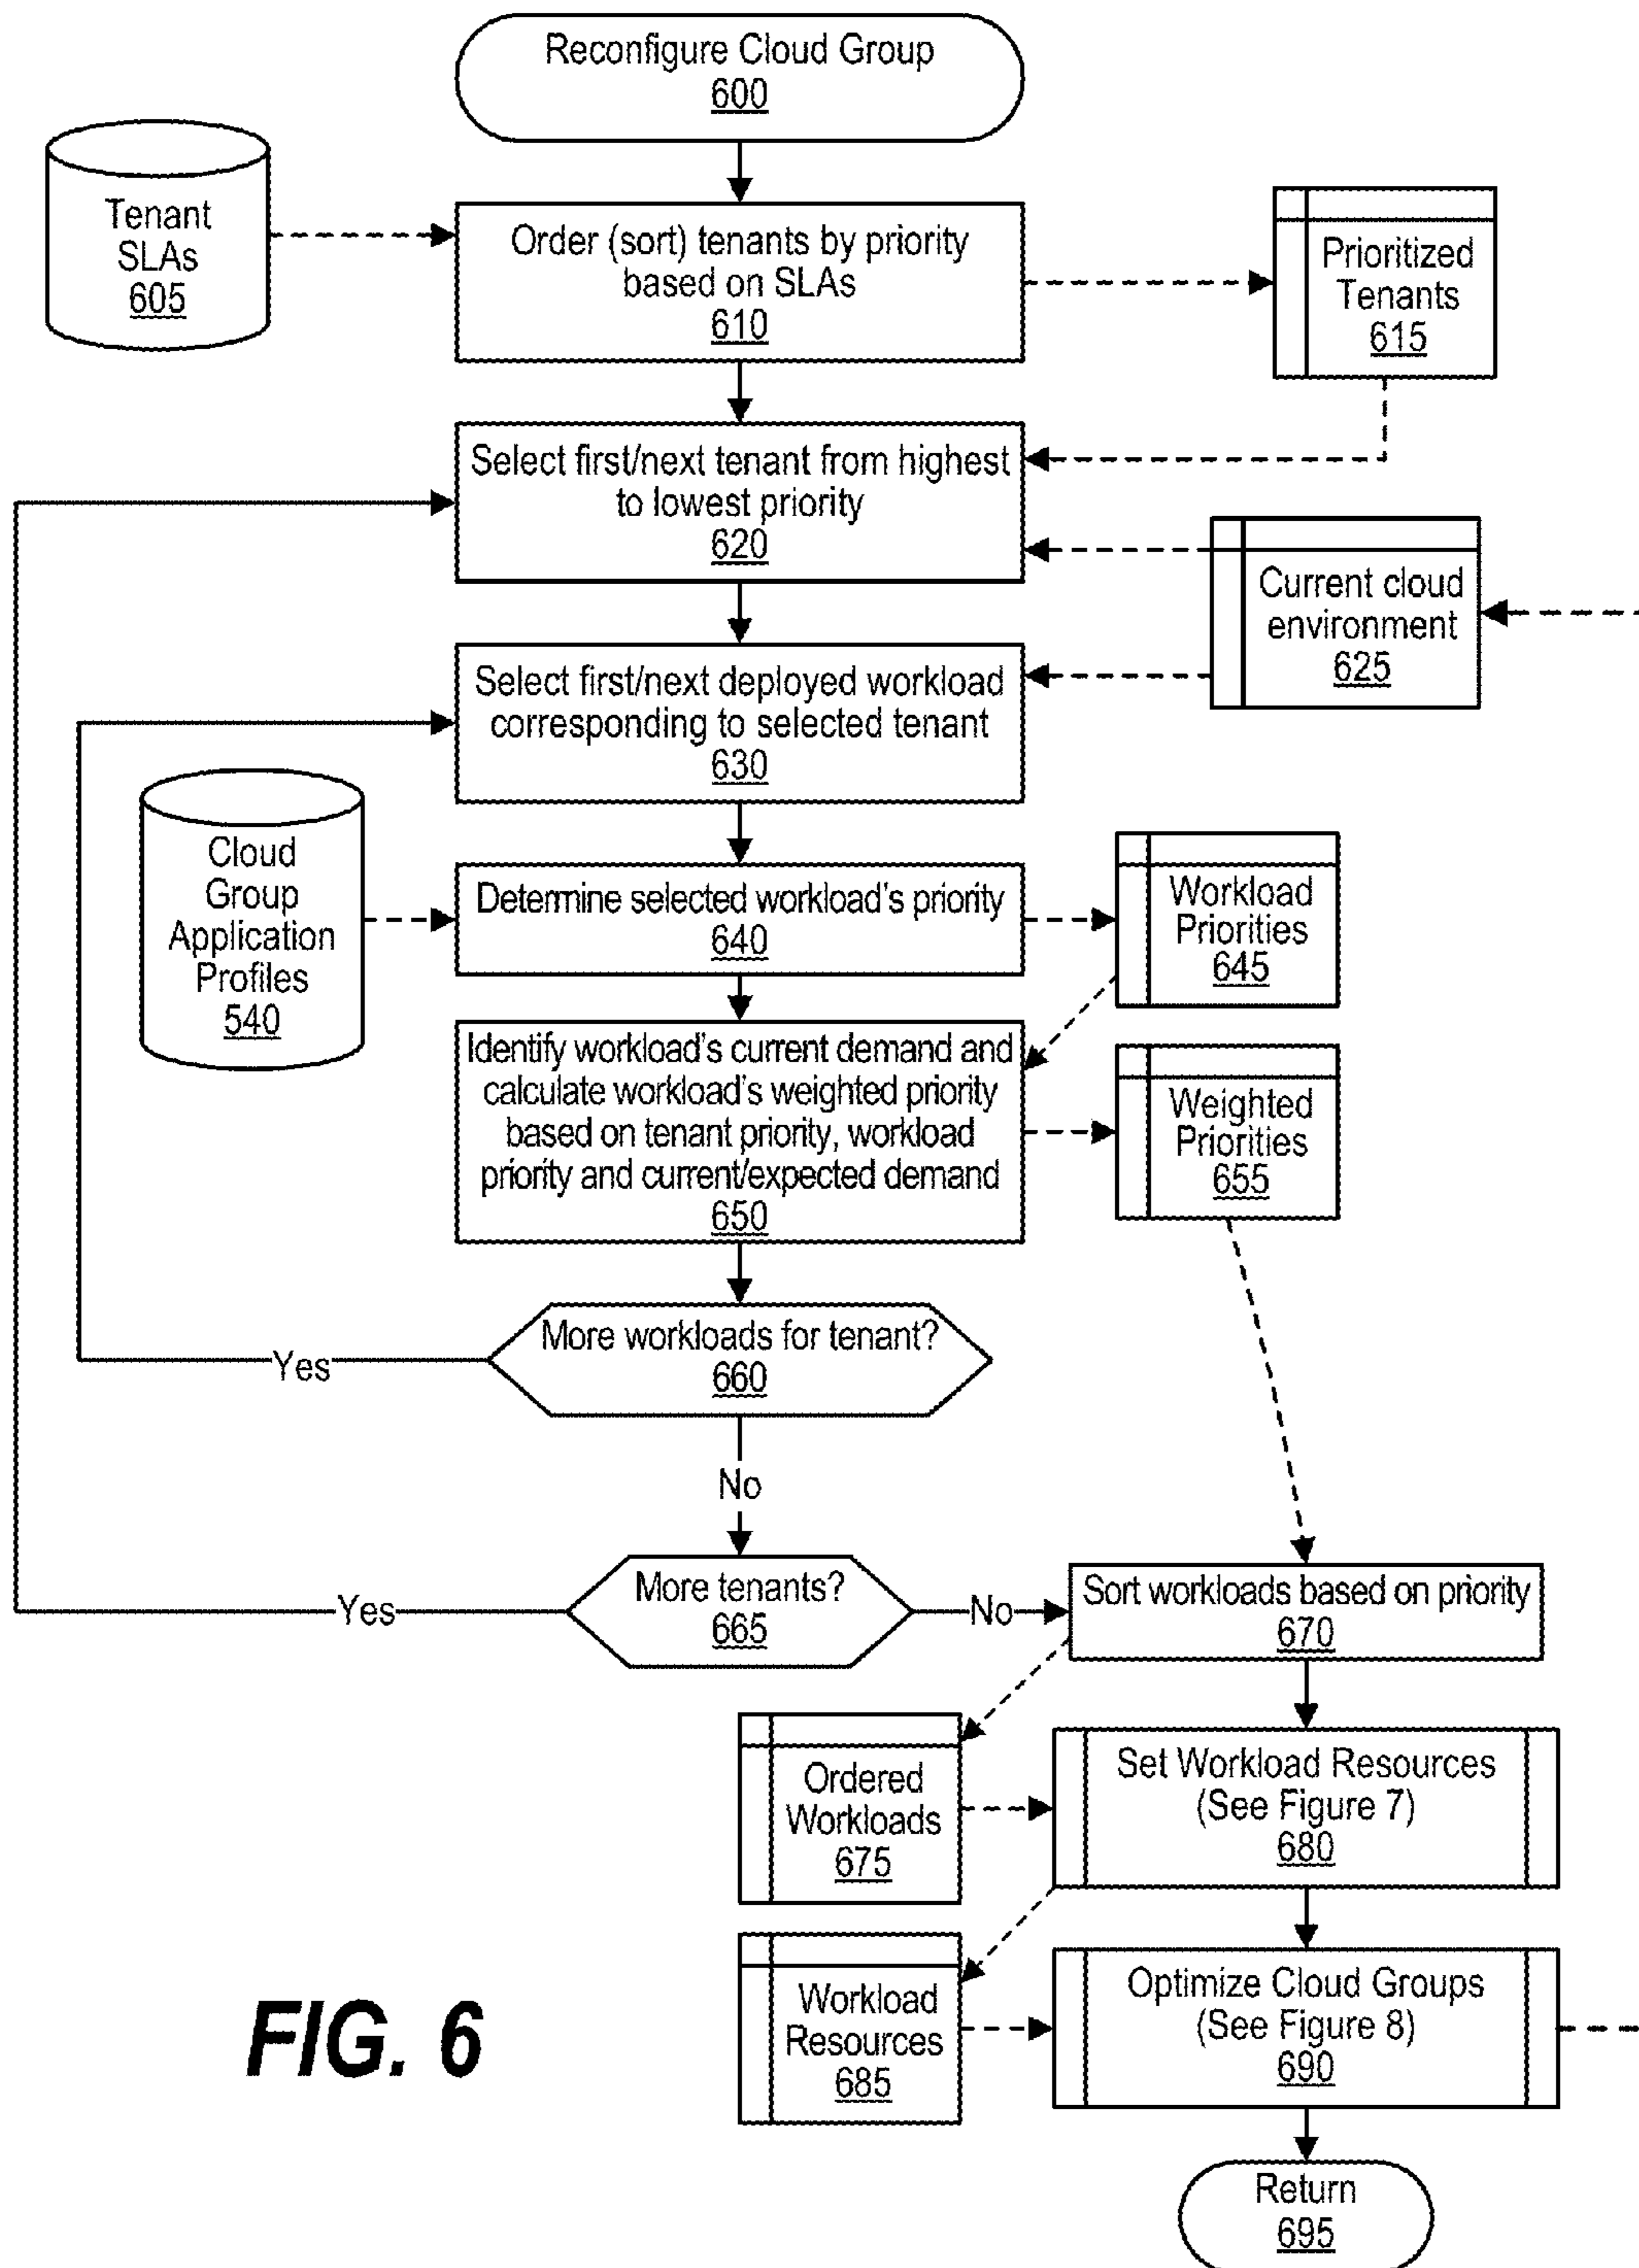 Reconfigure Cloud Group
600
Tenant
SLAs
605
Order (sort) tenants by priority
based on SLAs
610
Prioritized
Tenants
615
Select first/next tenant from highest
to lowest priority
620
Current cloud
environment
625
Select first/next deployed workload
corresponding to selected tenant
630
Cloud
Group
Application
Profiles
540
Determine selected workload's priority
640
Workload
Priorities
645
Identify workload's current demand and
calculate workload's weighted priority
based on tenant priority, workload
priority and current/expected demand
650
Weighted
Priorities
655
More workloads for tenant?
660
Yes
No
More tenants?
665
Yes
No
Sort workloads based on priority
670
Ordered
Workloads
675
Set Workload Resources
(See Figure 7)
680
Workload
Resources
685
Optimize Cloud Groups
(See Figure 8)
690
Return
695
FIG. 6